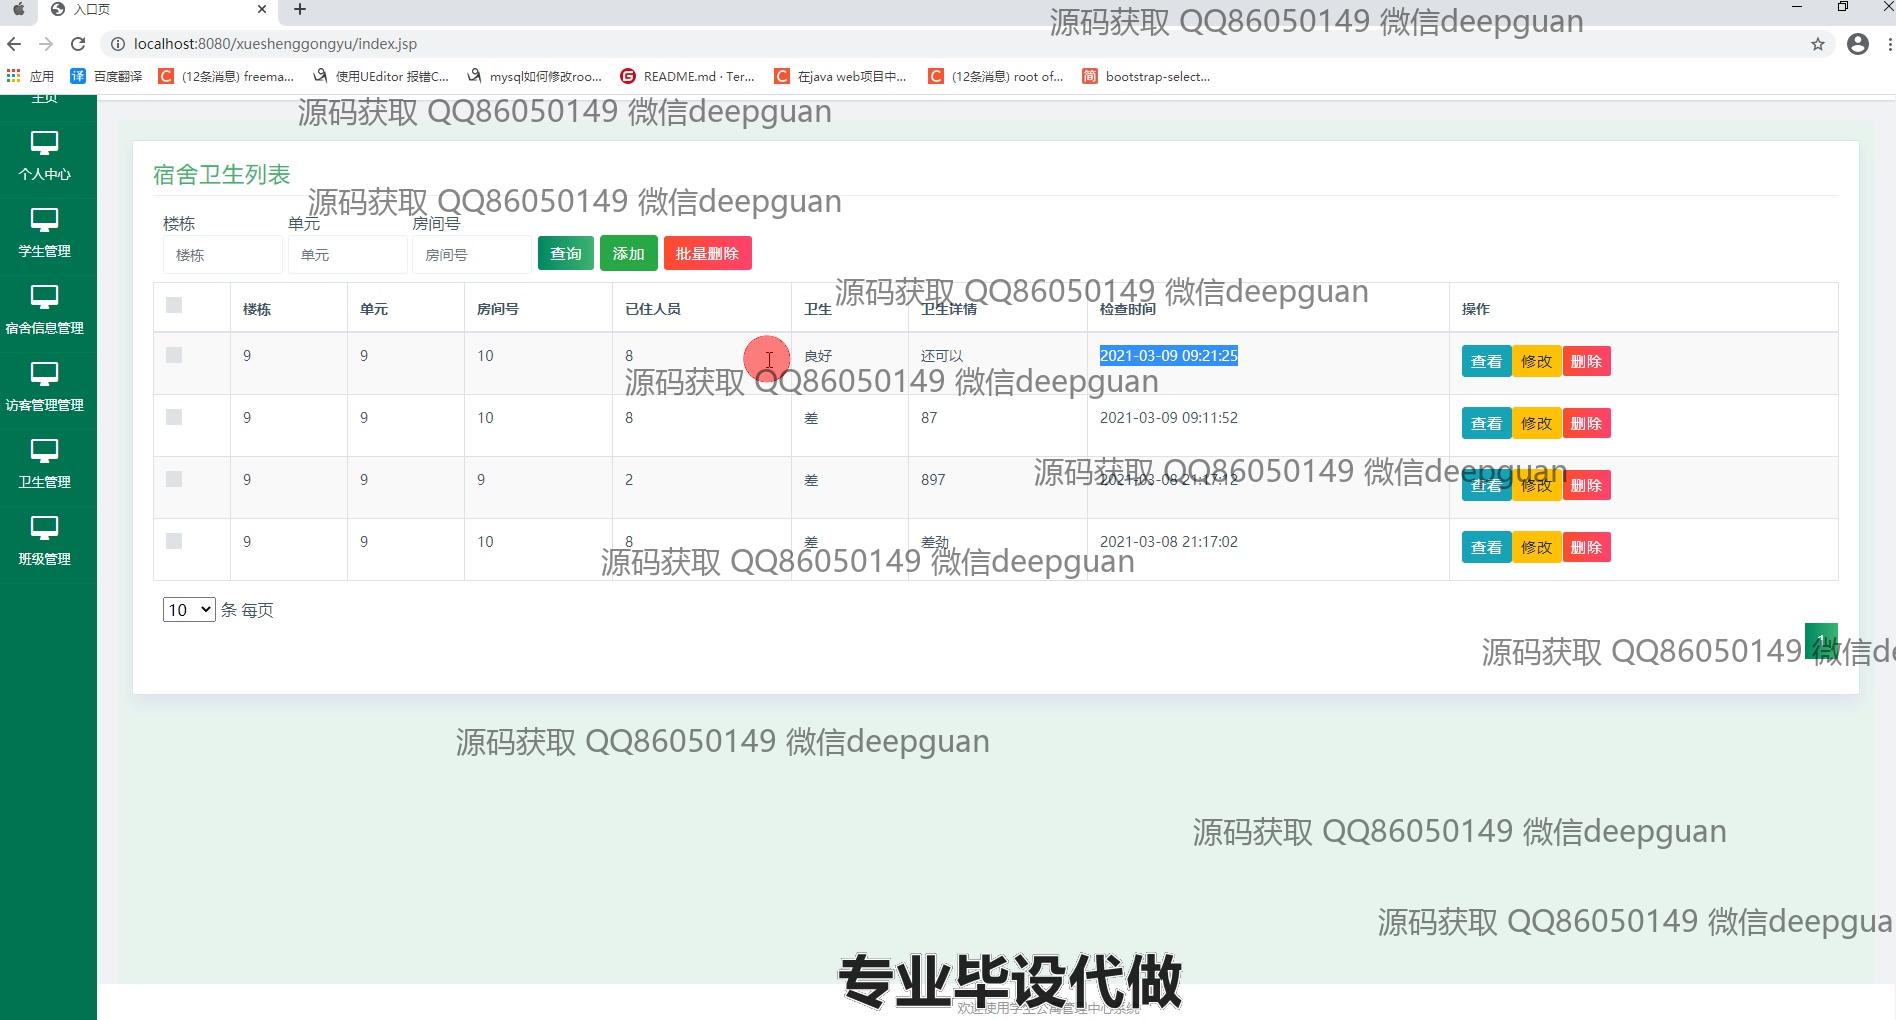 入口页
源码获取 QQ86050149 微信deepguan
localhost:8080/xueshenggongyu/index.jsp
应用 百度翻译 (12条消息) freema... 使用UEditor 报错C... mysql如何修改roo... README.md · Ter... 在java web项目中... (12条消息) root of... bootstrap-select...
主页
源码获取 QQ86050149 微信deepguan
个人中心
宿舍卫生列表
源码获取 QQ86050149 微信deepguan
楼栋 单元 房间号
学生管理
楼栋 单元 房间号 查询 添加 批量删除
源码获取 QQ86050149 微信deepguan
楼栋 单元 房间号 已住人员 卫生 卫生详情 检查时间 操作
宿舍信息管理
9 9 10 8 良好 还可以 2021-03-09 09:21:25 查看 修改 删除
源码获取 QQ86050149 微信deepguan
访客管理管理
9 9 10 8 差 87 2021-03-09 09:11:52 查看 修改 删除
源码获取 QQ86050149 微信deepguan
9 9 9 2 差 897 2021-03-08 21:17:12 查看 修改 删除
卫生管理
9 9 10 8 差 差劲 2021-03-08 21:17:02 查看 修改 删除
源码获取 QQ86050149 微信deepguan
班级管理
10 条 每页
1
源码获取 QQ86050149 微信de
源码获取 QQ86050149 微信deepguan
源码获取 QQ86050149 微信deepguan
源码获取 QQ86050149 微信deepgua
专业毕设代做
欢迎使用学生公寓管理中心系统